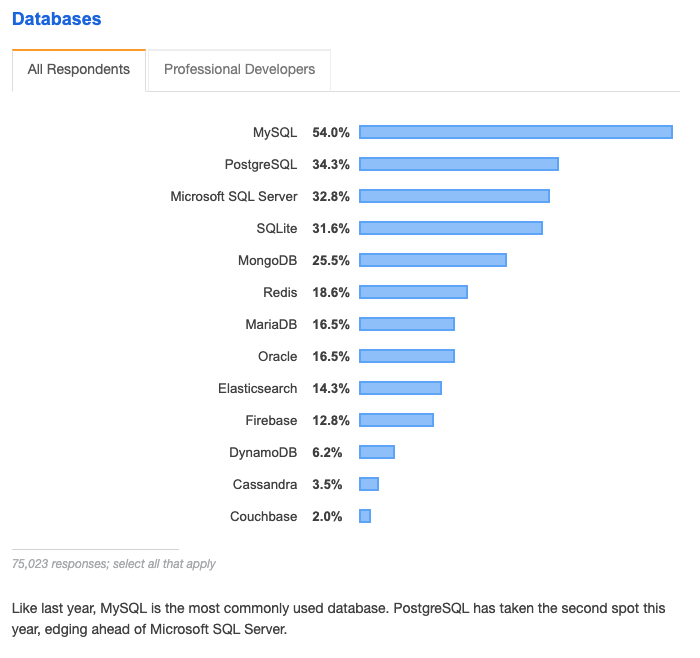 Databases
All Respondents Professional Developers
MySQL 54.0%
PostgreSQL 34.3%
Microsoft SQL Server 32.8%
SQLite 31.6%
MongoDB 25.5%
Redis 18.6%
MariaDB 16.5%
Oracle 16.5%
Elasticsearch 14.3%
Firebase 12.8%
DynamoDB 6.2%
Cassandra 3.5%
Couchbase 2.0%
75,023 responses; select all that apply
Like last year, MySQL is the most commonly used database. PostgreSQL has taken the second spot this
year, edging ahead of Microsoft SQL Server.